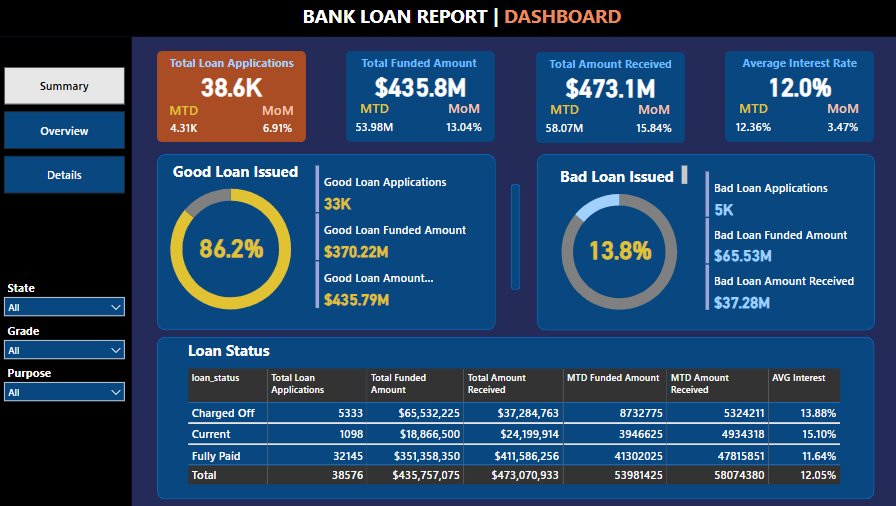 BANK LOAN REPORT | DASHBOARD
Summary
Overview
Details
State
All
Grade
All
Purpose
All
Total Loan Applications
38.6K
MTD MoM
4.31K 6.91%
Total Funded Amount
$435.8M
MTD MoM
53.98M 13.04%
Total Amount Received
$473.1M
MTD MoM
58.07M 15.84%
Average Interest Rate
12.0%
MTD MoM
12.36% 3.47%
Good Loan Issued
86.2%
Good Loan Applications
33K
Good Loan Funded Amount
$370.22M
Good Loan Amount...
$435.79M
Bad Loan Issued
13.8%
Bad Loan Applications
5K
Bad Loan Funded Amount
$65.53M
Bad Loan Amount Received
$37.28M
Loan Status
loan_status Total Loan Applications Total Funded Amount Total Amount Received MTD Funded Amount MTD Amount Received AVG Interest
Charged Off 5333 $65,532,225 $37,284,763 8732775 5324211 13.88%
Current 1098 $18,866,500 $24,199,914 3946625 4934318 15.10%
Fully Paid 32145 $351,358,350 $411,586,256 41302025 47815851 11.64%
Total 38576 $435,757,075 $473,070,933 53981425 58074380 12.05%